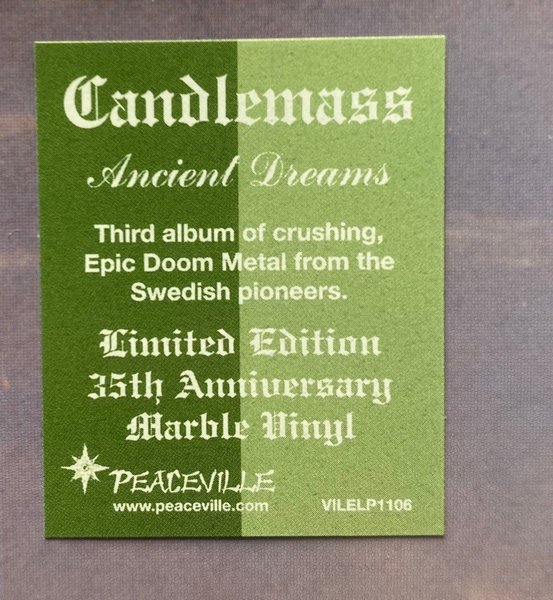 Candlemass
Ancient Dreams
Third album of crushing,
Epic Doom Metal from the
Swedish pioneers.
Limited Edition
35th Anniversary
Marble Vinyl
PEACEVILLE
www.peaceville.com VILELP1106